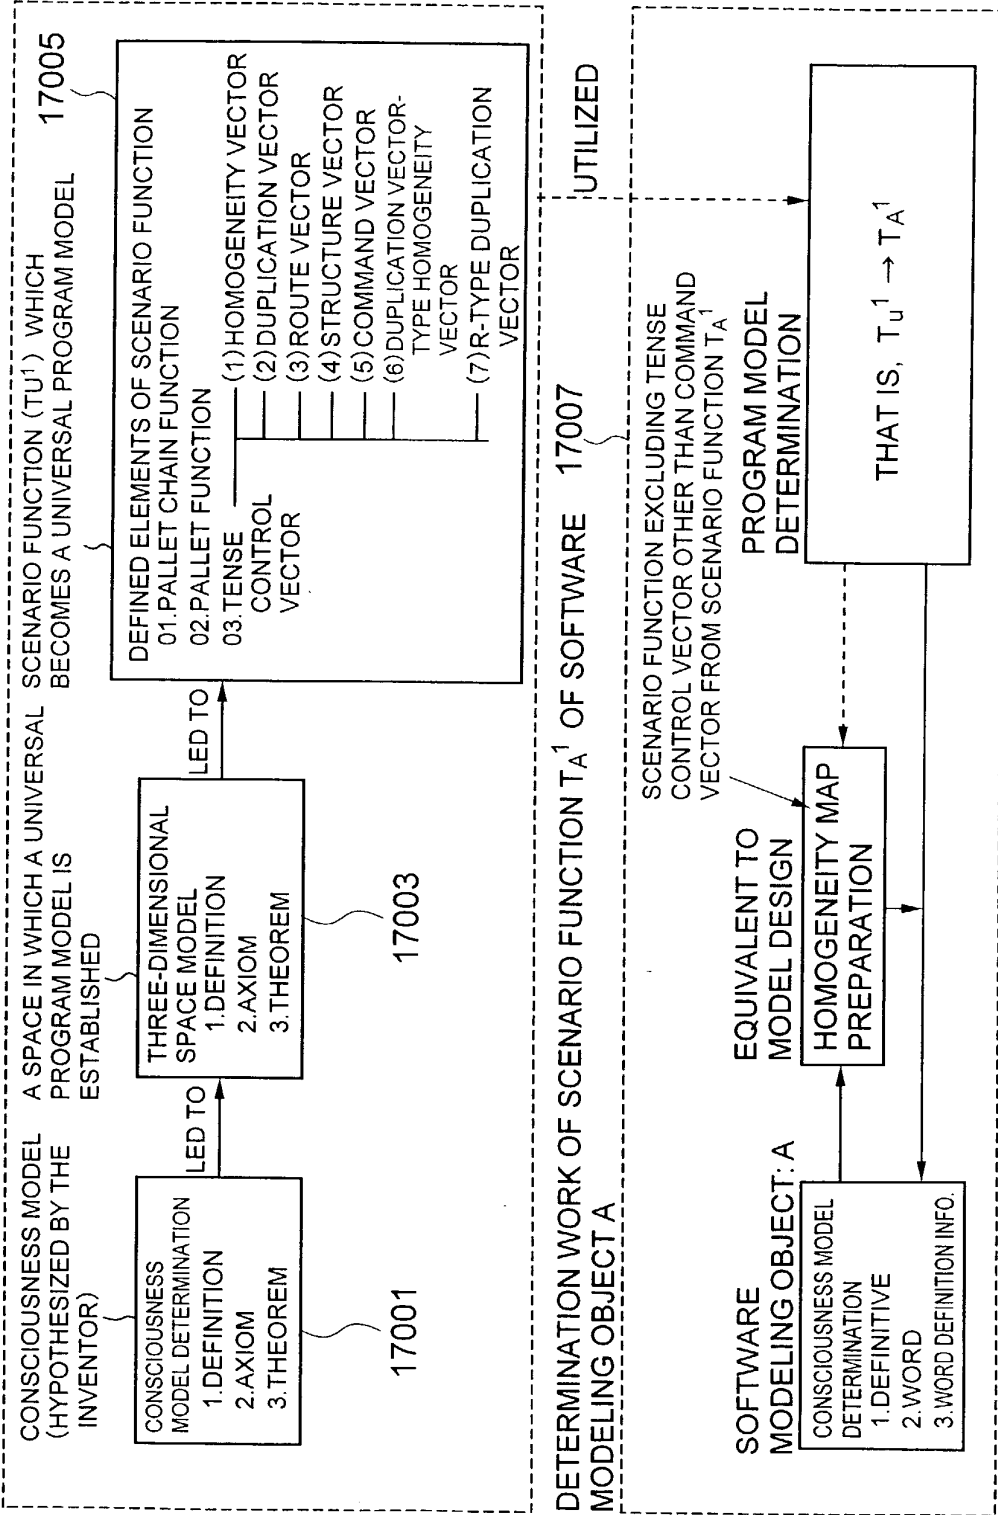 CONSCIOUSNESS MODEL
(HYPOTHESIZED BY THE
INVENTOR)
CONSCIOUSNESS
MODEL DETERMINATION
1.DEFINITION
2.AXIOM
3.THEOREM
17001
LED TO
A SPACE IN WHICH A UNIVERSAL
PROGRAM MODEL IS
ESTABLISHED
THREE-DIMENSIONAL
SPACE MODEL
1.DEFINITION
2.AXIOM
3.THEOREM
17003
LED TO
SCENARIO FUNCTION (TU1) WHICH
BECOMES A UNIVERSAL PROGRAM MODEL
17005
DEFINED ELEMENTS OF SCENARIO FUNCTION
01.PALLET CHAIN FUNCTION
02.PALLET FUNCTION
03.TENSE
CONTROL
VECTOR
(1)HOMOGENEITY VECTOR
(2)DUPLICATION VECTOR
(3)ROUTE VECTOR
(4)STRUCTURE VECTOR
(5)COMMAND VECTOR
(6)DUPLICATION VECTOR-
TYPE HOMOGENEITY
VECTOR
(7)R-TYPE DUPLICATION
VECTOR
UTILIZED
DETERMINATION WORK OF SCENARIO FUNCTION TA1 OF SOFTWARE
MODELING OBJECT A
17007
SOFTWARE
MODELING OBJECT: A
CONSCIOUSNESS MODEL
DETERMINATION
1.DEFINITIVE
2.WORD
3.WORD DEFINITION INFO.
EQUIVALENT TO
MODEL DESIGN
HOMOGENEITY MAP
PREPARATION
SCENARIO FUNCTION EXCLUDING TENSE
CONTROL VECTOR OTHER THAN COMMAND
VECTOR FROM SCENARIO FUNCTION TA1
PROGRAM MODEL
DETERMINATION
THAT IS, Tu1 → TA1